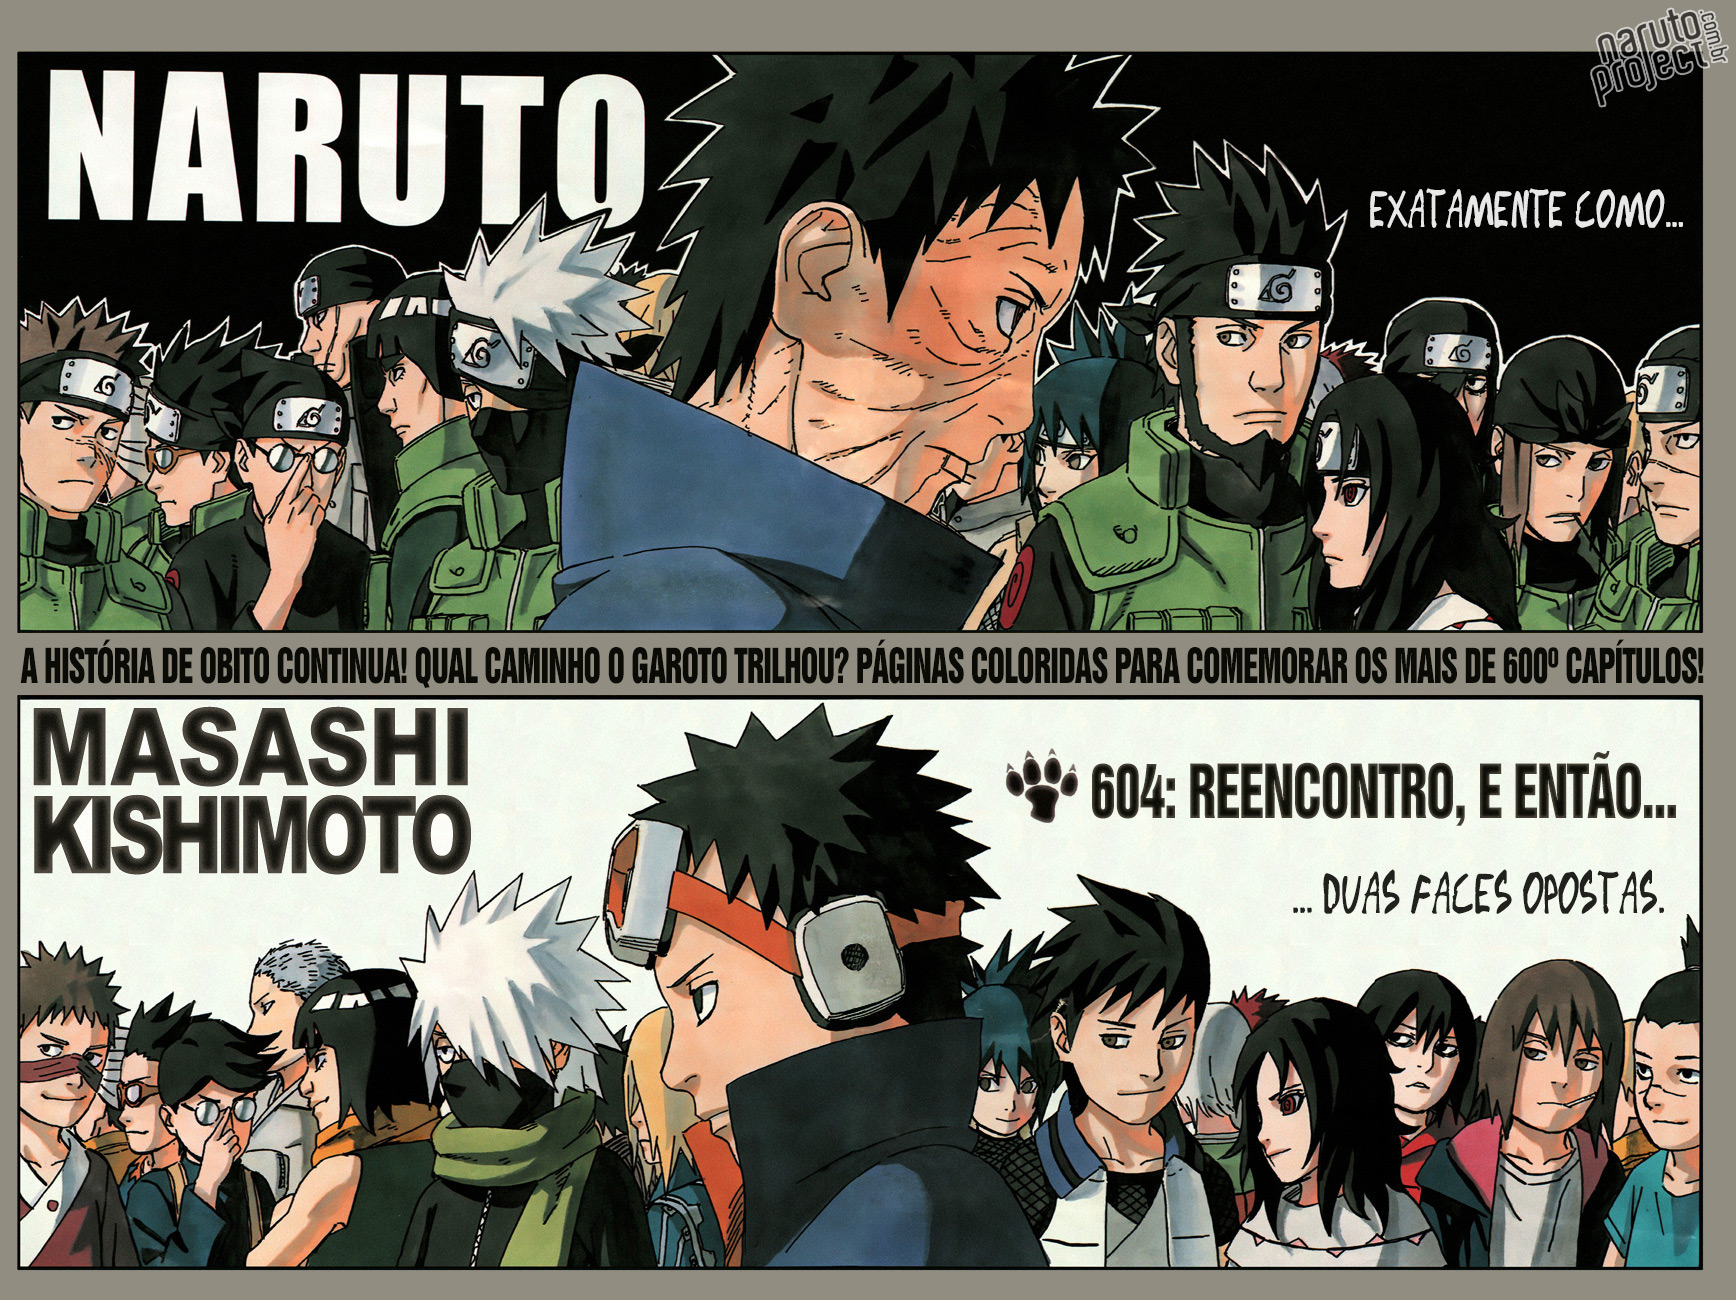 naruto
project
.com.br
NARUTO
EXATAMENTE COMO...
A HISTÓRIA DE OBITO CONTINUA! QUAL CAMINHO O GAROTO TRILHOU? PÁGINAS COLORIDAS PARA COMEMORAR OS MAIS DE 600º CAPÍTULOS!
MASASHI
KISHIMOTO
604: REENCONTRO, E ENTÃO...
... DUAS FACES OPOSTAS.